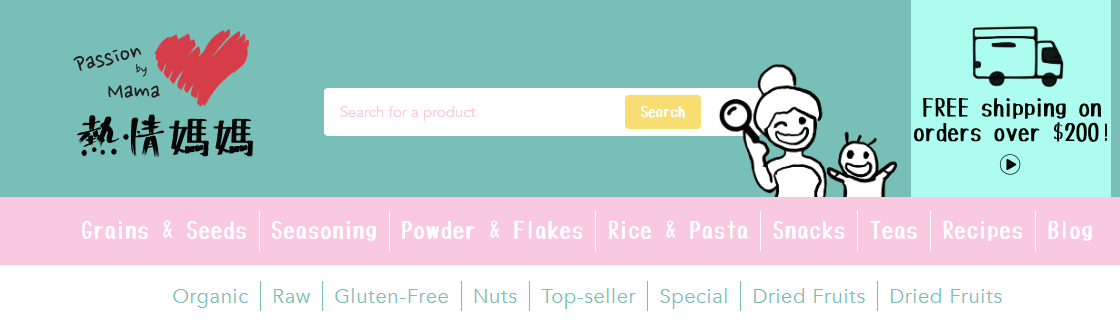 Passion
by
Mama
熱情媽媽
Search for a product
Search
FREE shipping on
orders over $200!
Grains & Seeds
Seasoning
Powder & Flakes
Rice & Pasta
Snacks
Teas
Recipes
Blog
Organic
Raw
Gluten-Free
Nuts
Top-seller
Special
Dried Fruits
Dried Fruits